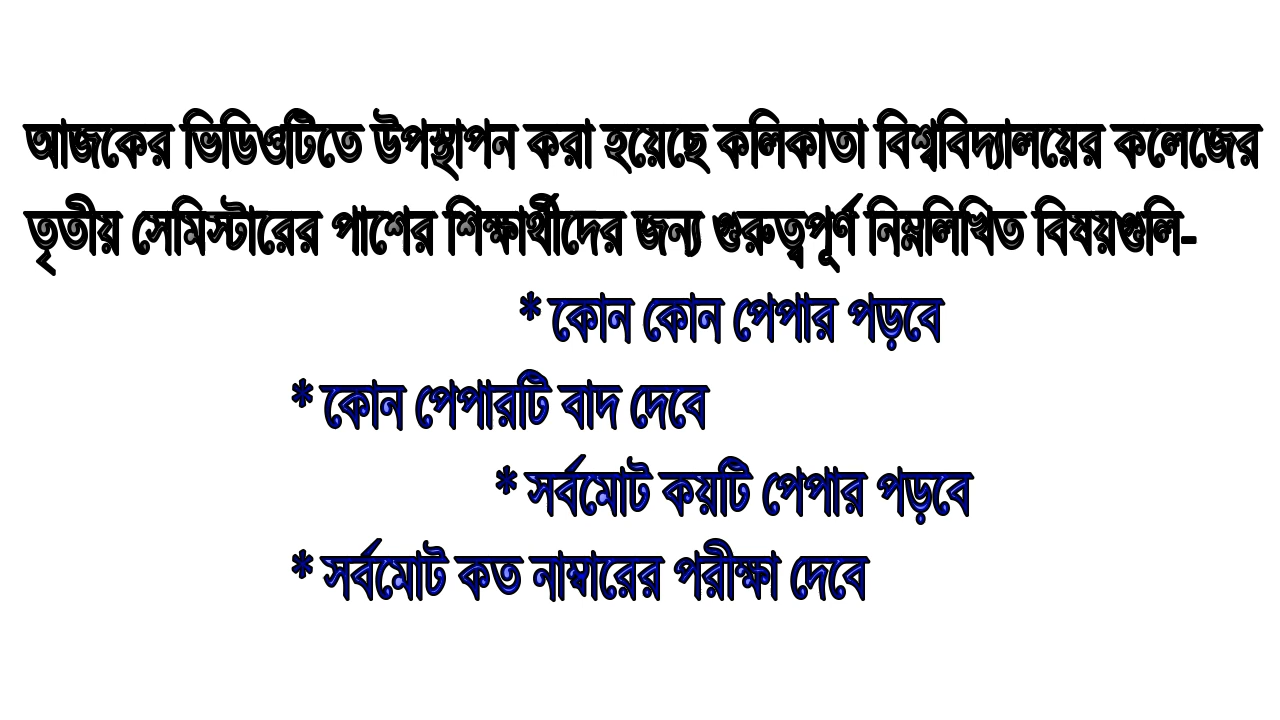 আজকের ভিডিওটিতে উপস্থাপন করা হয়েছে কলিকাতা বিশ্ববিদ্যালয়ের কলেজের
তৃতীয় সেমিস্টারের পাশের শিক্ষার্থীদের জন্য গুরুত্বপূর্ণ নিম্নলিখিত বিষয়গুলি-
* কোন কোন পেপার পড়বে
* কোন পেপারটি বাদ দেবে
* সর্বমোট কয়টি পেপার পড়বে
* সর্বমোট কত নাম্বারের পরীক্ষা দেবে